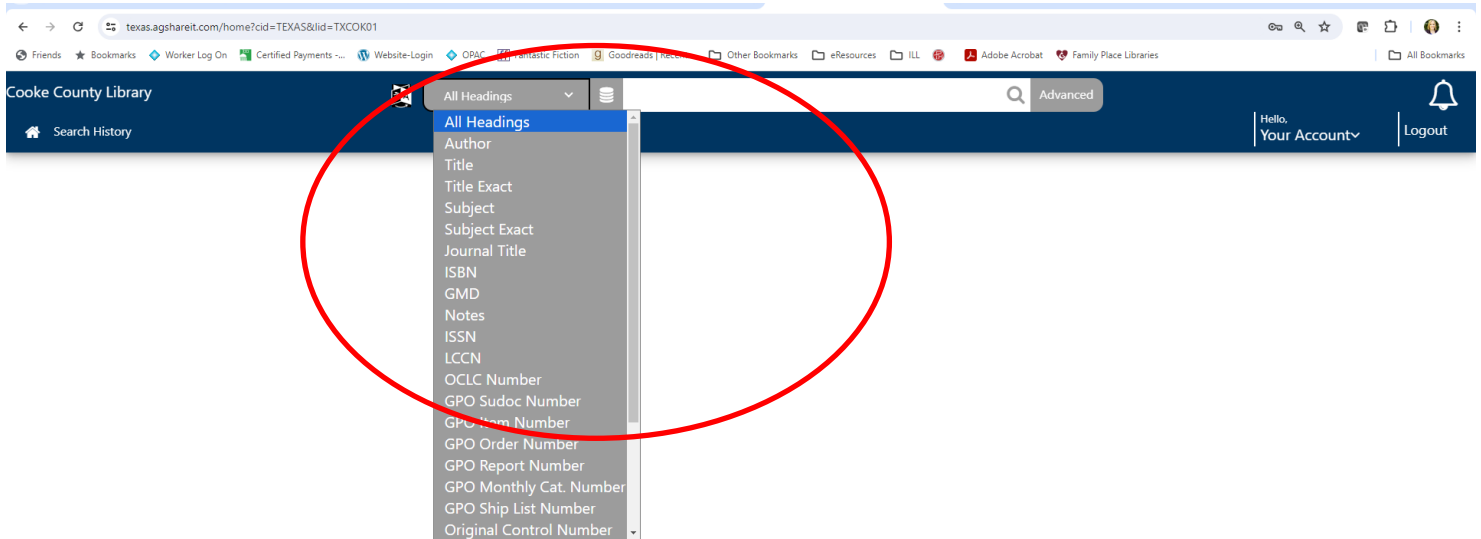 texas.agshareit.com/home?cid=TEXAS&lid=TXCOK01
Friends Bookmarks Worker Log On Certified Payments -... Website-Login OPAC Fantastic Fiction Goodreads | Other Bookmarks eResources ILL Adobe Acrobat Family Place Libraries All Bookmarks
Cooke County Library All Headings Advanced
Search History Hello, Your Account Logout
All Headings
Author
Title
Title Exact
Subject
Subject Exact
Journal Title
ISBN
GMD
Notes
ISSN
LCCN
OCLC Number
GPO Sudoc Number
GPO Item Number
GPO Order Number
GPO Report Number
GPO Monthly Cat. Number
GPO Ship List Number
Original Control Number